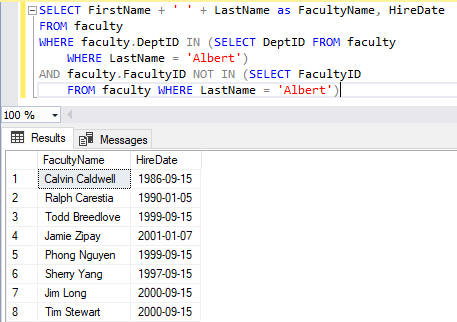 SELECT FirstName + ' ' + LastName as FacultyName, HireDate
FROM faculty
WHERE faculty.DeptID IN (SELECT DeptID FROM faculty
WHERE LastName = 'Albert')
AND faculty.FacultyID NOT IN (SELECT FacultyID
FROM faculty WHERE LastName = 'Albert')
100 %
Results Messages
FacultyName HireDate
1 Calvin Caldwell 1986-09-15
2 Ralph Carestia 1990-01-05
3 Todd Breedlove 1999-09-15
4 Jamie Zipay 2001-01-07
5 Phong Nguyen 1999-09-15
6 Sherry Yang 1997-09-15
7 Jim Long 2000-09-15
8 Tim Stewart 2000-09-15